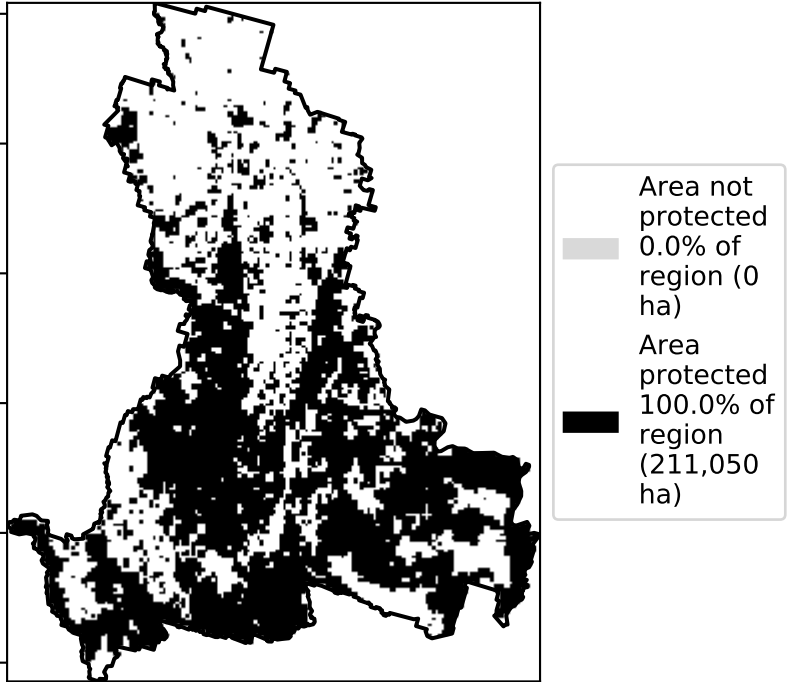 Area not
protected
0.0% of
region (0
ha)
Area
protected
100.0% of
region
(211,050
ha)